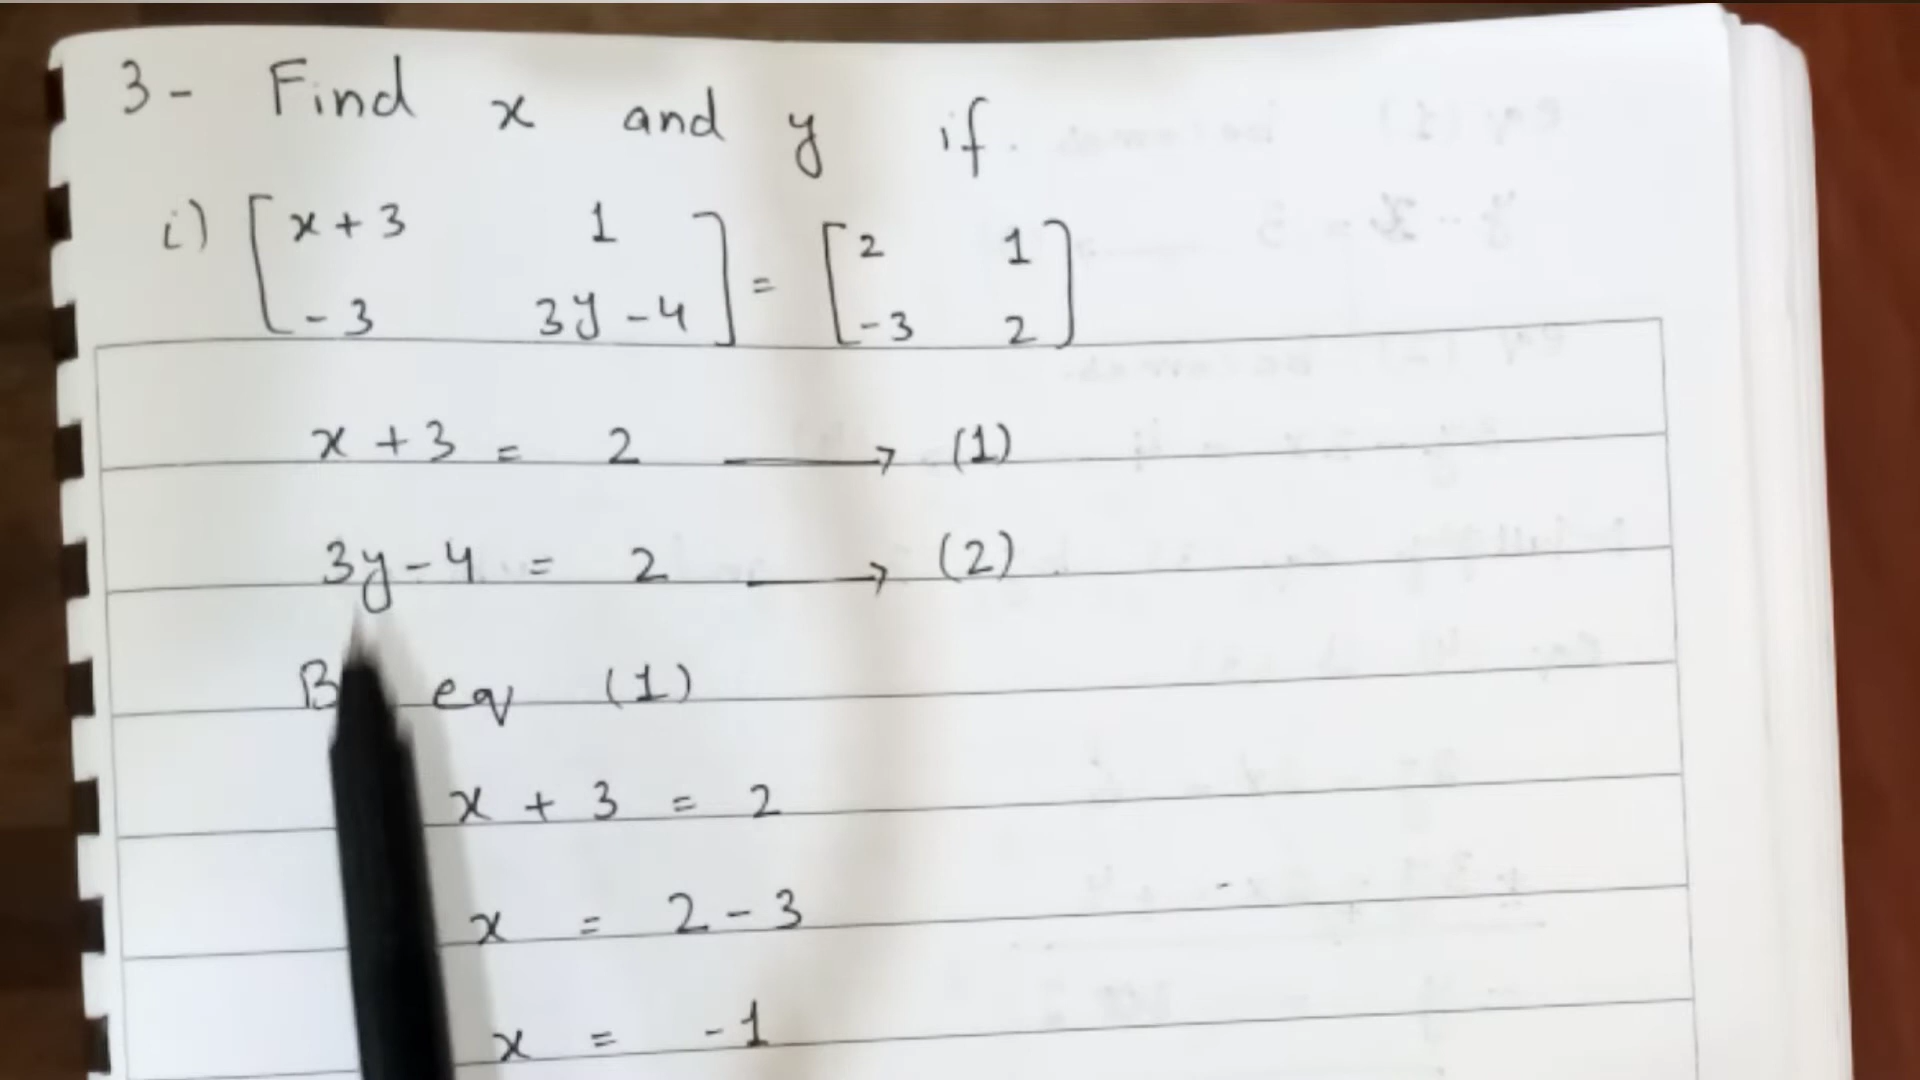 3- Find x and y if.
i) [x+3 1
-3 3y-4] = [2 1
-3 2]
x + 3 = 2 → (1)
3y-4 = 2 → (2)
eq (1)
x + 3 = 2
x = 2-3
x = -1